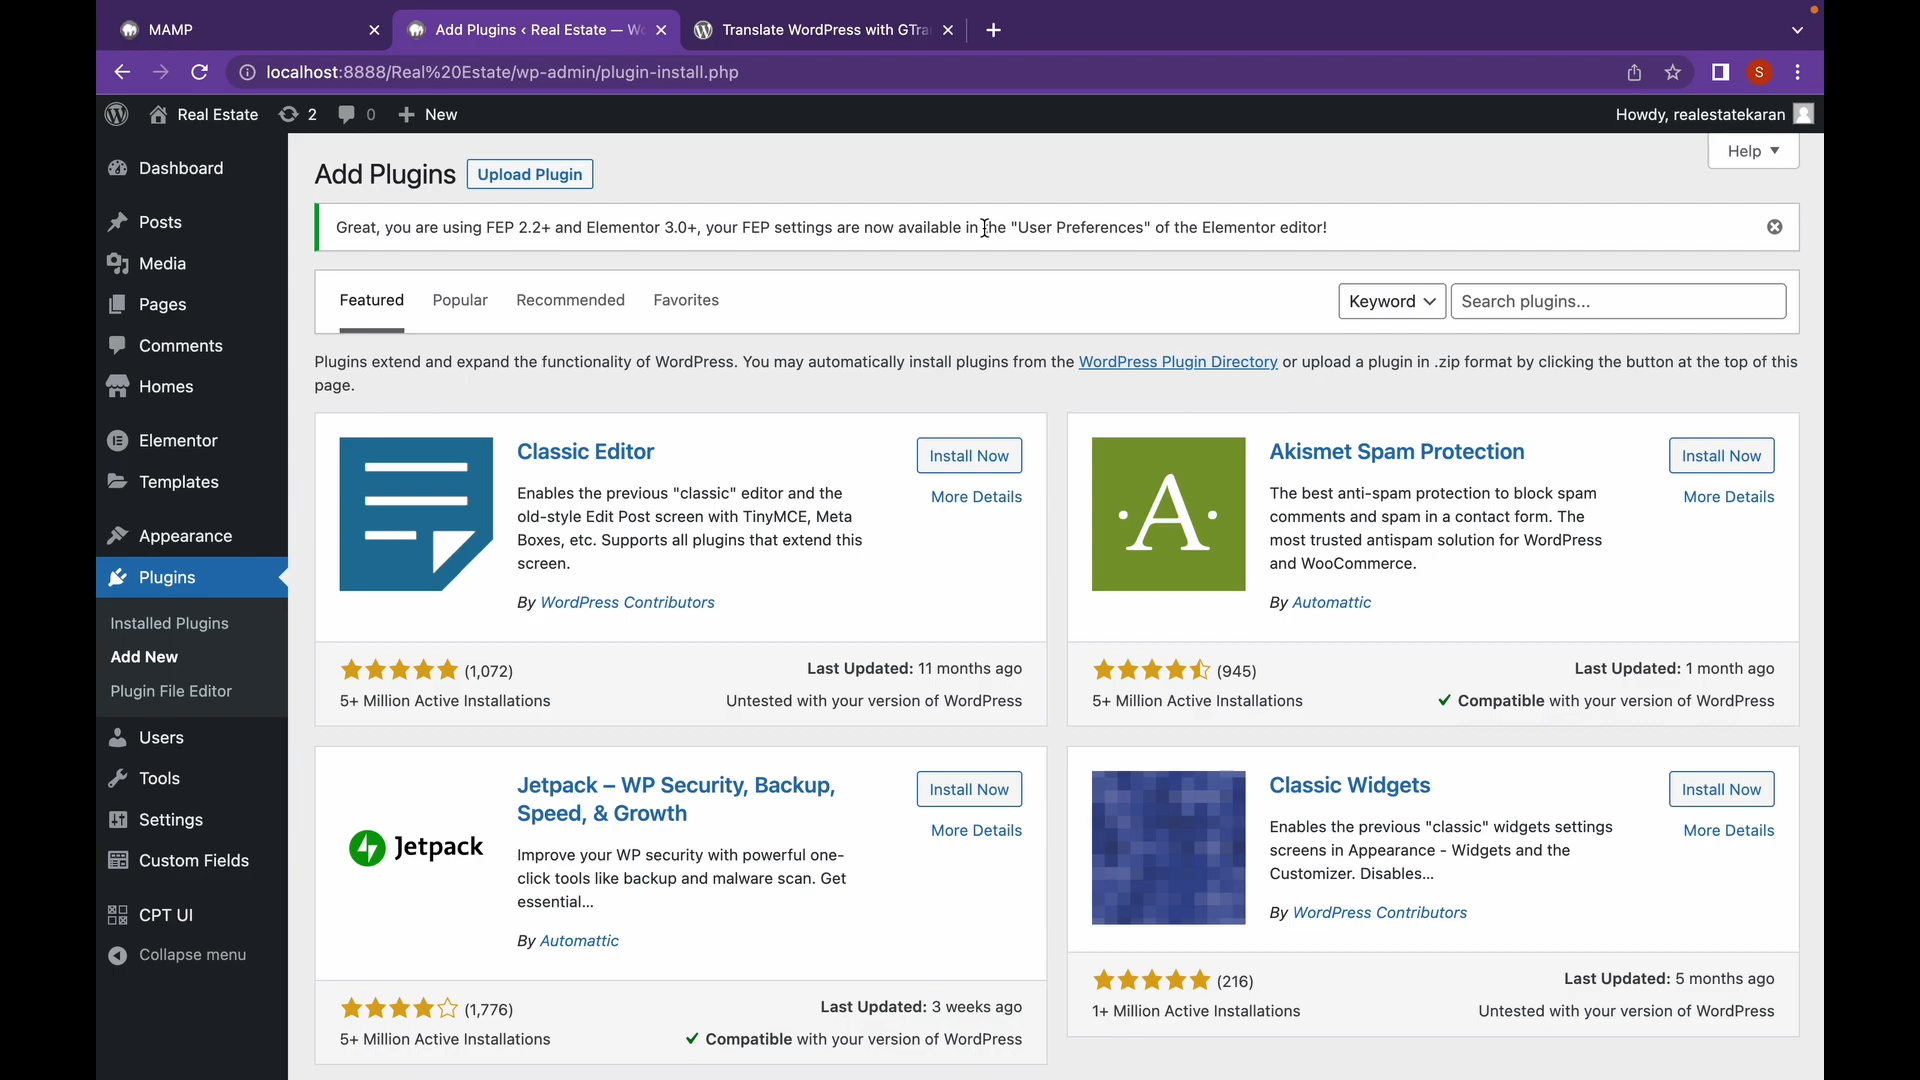 MAMP
Add Plugins ‹ Real Estate — Wo
Translate WordPress with GTra
localhost:8888/Real%20Estate/wp-admin/plugin-install.php
S
Real Estate
2
0
New
Howdy, realestatekaran
Dashboard
Posts
Media
Pages
Comments
Homes
Elementor
Templates
Appearance
Plugins
Installed Plugins
Add New
Plugin File Editor
Users
Tools
Settings
Custom Fields
CPT UI
Collapse menu
Help
Add Plugins
Upload Plugin
Great, you are using FEP 2.2+ and Elementor 3.0+, your FEP settings are now available in the "User Preferences" of the Elementor editor!
Featured
Popular
Recommended
Favorites
Keyword
Search plugins...
Plugins extend and expand the functionality of WordPress. You may automatically install plugins from the WordPress Plugin Directory or upload a plugin in .zip format by clicking the button at the top of this
page.
Classic Editor
Install Now
More Details
Enables the previous "classic" editor and the
old-style Edit Post screen with TinyMCE, Meta
Boxes, etc. Supports all plugins that extend this
screen.
By WordPress Contributors
(1,072)
5+ Million Active Installations
Last Updated: 11 months ago
Untested with your version of WordPress
A
Akismet Spam Protection
Install Now
More Details
The best anti-spam protection to block spam
comments and spam in a contact form. The
most trusted antispam solution for WordPress
and WooCommerce.
By Automattic
(945)
5+ Million Active Installations
Last Updated: 1 month ago
Compatible with your version of WordPress
Jetpack
Jetpack – WP Security, Backup,
Speed, & Growth
Install Now
More Details
Improve your WP security with powerful one-
click tools like backup and malware scan. Get
essential...
By Automattic
(1,776)
5+ Million Active Installations
Last Updated: 3 weeks ago
Compatible with your version of WordPress
Classic Widgets
Install Now
More Details
Enables the previous "classic" widgets settings
screens in Appearance - Widgets and the
Customizer. Disables...
By WordPress Contributors
(216)
1+ Million Active Installations
Last Updated: 5 months ago
Untested with your version of WordPress